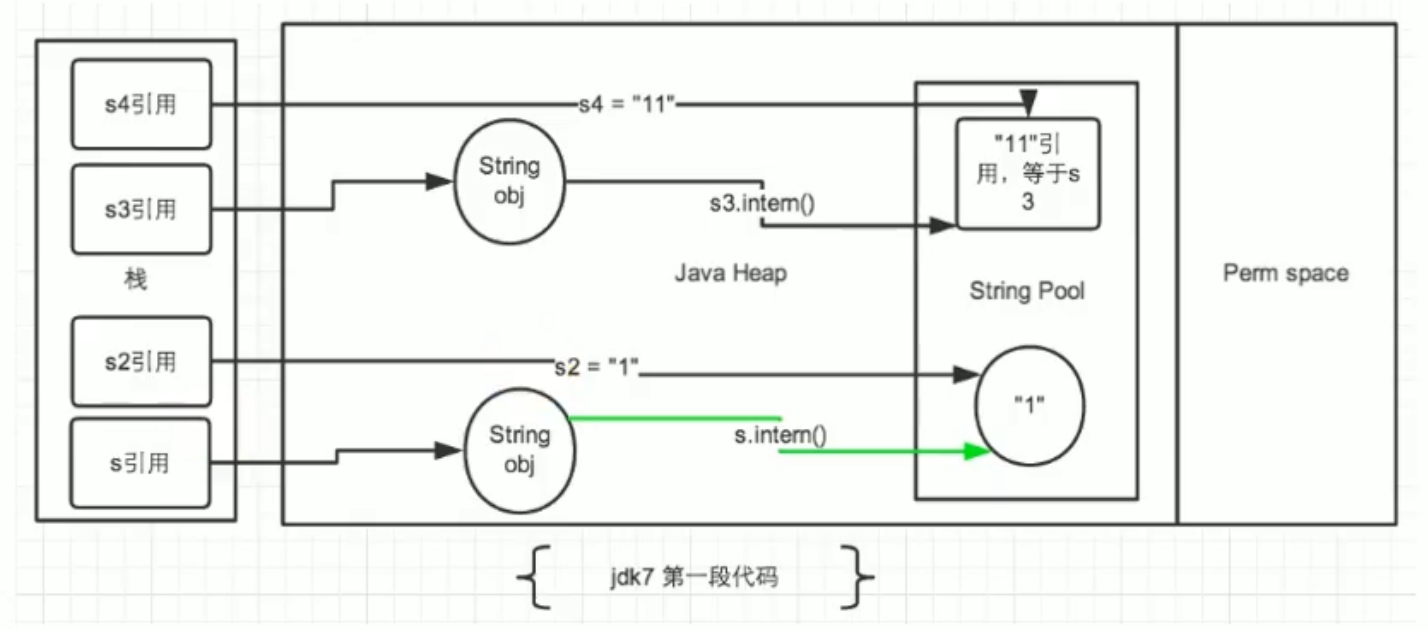 s4引用
s4 = "11"
String
obj
"11"引
用，等于s
3
s3引用
s3.intern()
栈
Java Heap
String Pool
Perm space
s2引用
s2 = "1"
"1"
String
obj
s.intern()
s引用
jdk7 第一段代码